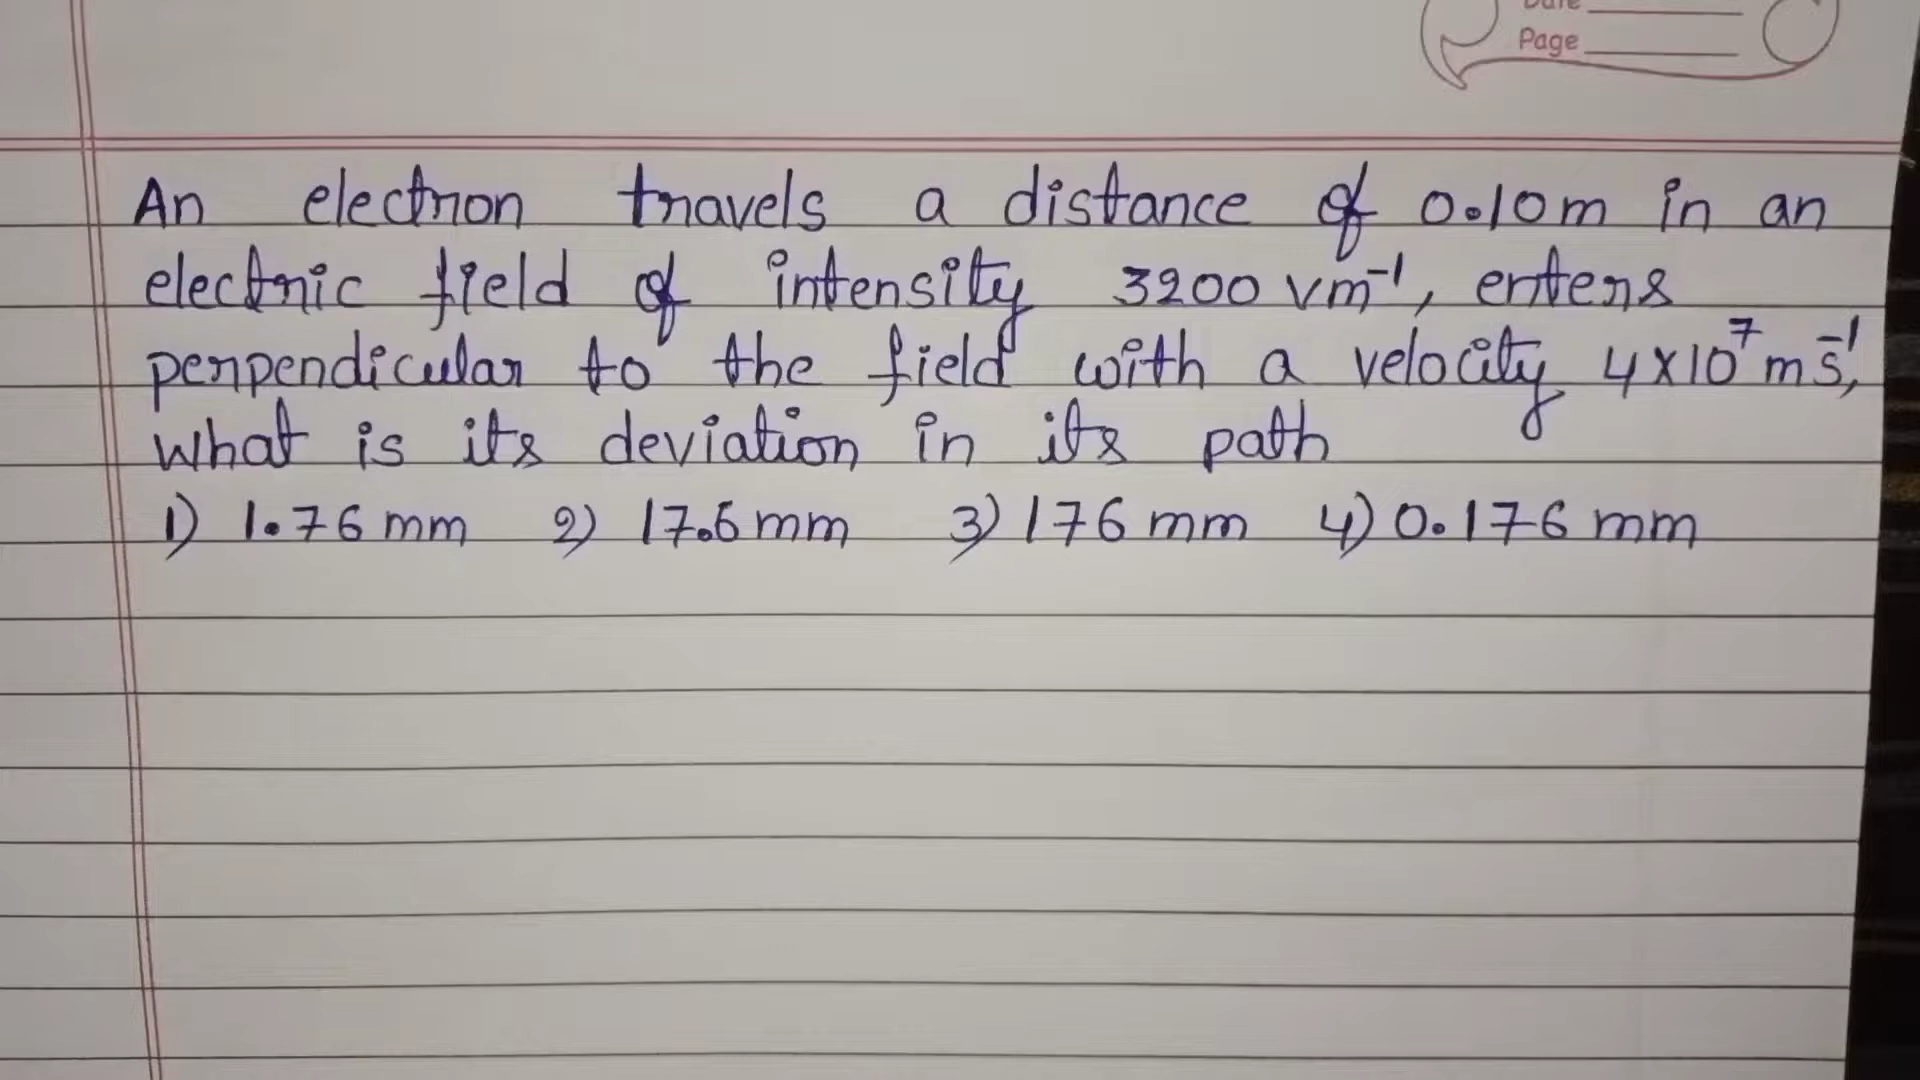 Date
Page
An electron travels a distance of 0.10m in an
electric field of intensity 3200 Vm⁻¹, enters
perpendicular to the field with a velocity 4×10⁷ m s⁻¹,
what is its deviation in its path
1) 1.76 mm 2) 17.6 mm 3) 176 mm 4) 0.176 mm